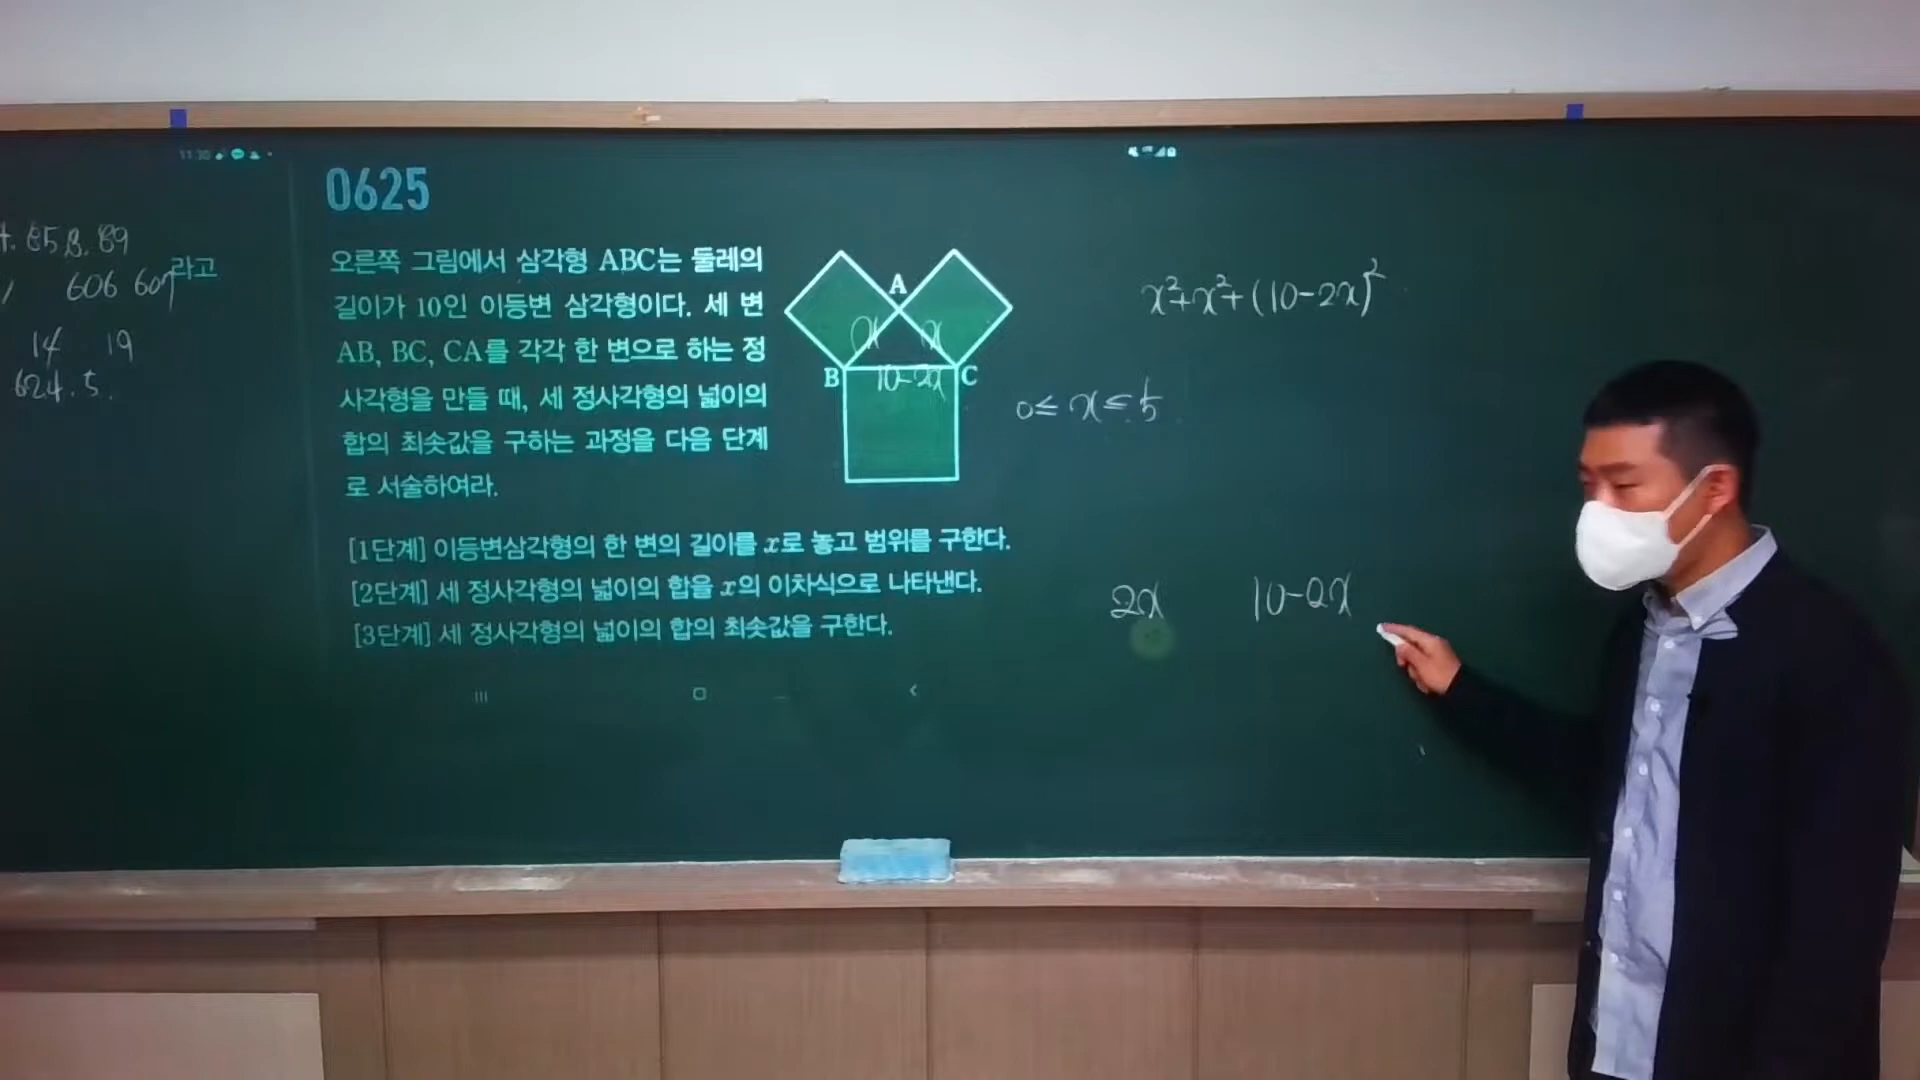 11:30
0625
65 B. 89
606 607
라고
14 19
624. 5.
오른쪽 그림에서 삼각형 ABC는 둘레의
길이가 10인 이등변 삼각형이다. 세 변
AB, BC, CA를 각각 한 변으로 하는 정
사각형을 만들 때, 세 정사각형의 넓이의
합의 최솟값을 구하는 과정을 다음 단계
로 서술하여라.
A
x x
B 10-2x C
x²+x²+(10-2x)²
0≤ x ≤5
[1단계] 이등변삼각형의 한 변의 길이를 x로 놓고 범위를 구한다.
[2단계] 세 정사각형의 넓이의 합을 x의 이차식으로 나타낸다.
[3단계] 세 정사각형의 넓이의 합의 최솟값을 구한다.
2x 10-2x